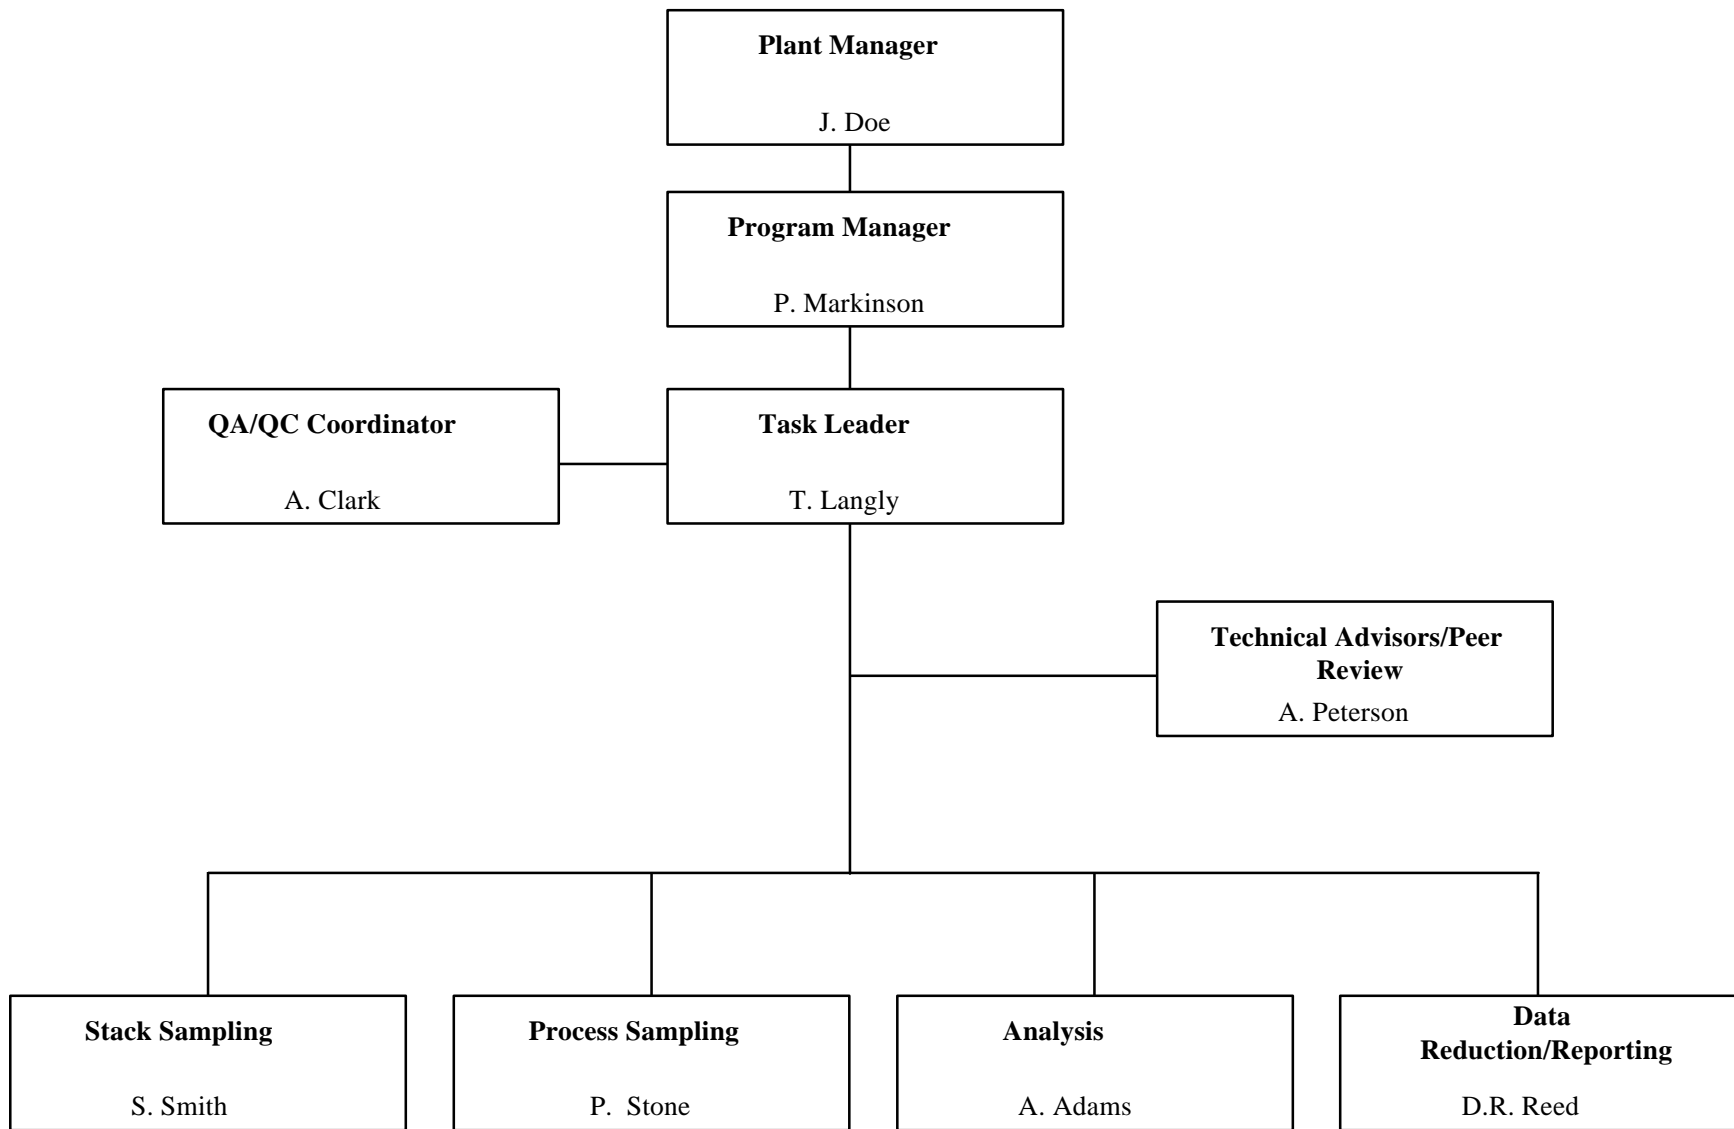 Plant Manager
J. Doe
Program Manager
P. Markinson
QA/QC Coordinator
A. Clark
Task Leader
T. Langly
Technical Advisors/Peer
Review
A. Peterson
Stack Sampling
S. Smith
Process Sampling
P. Stone
Analysis
A. Adams
Data
Reduction/Reporting
D.R. Reed